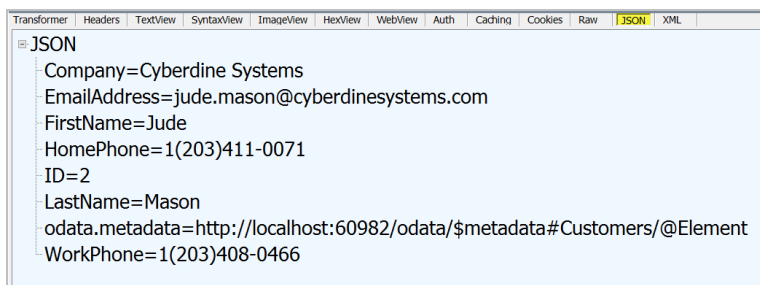 Transformer Headers TextView SyntaxView ImageView HexView WebView Auth Caching Cookies Raw JSON XML
JSON
Company=Cyberdine Systems
EmailAddress=jude.mason@cyberdinesystems.com
FirstName=Jude
HomePhone=1(203)411-0071
ID=2
LastName=Mason
odata.metadata=http://localhost:60982/odata/$metadata#Customers/@Element
WorkPhone=1(203)408-0466